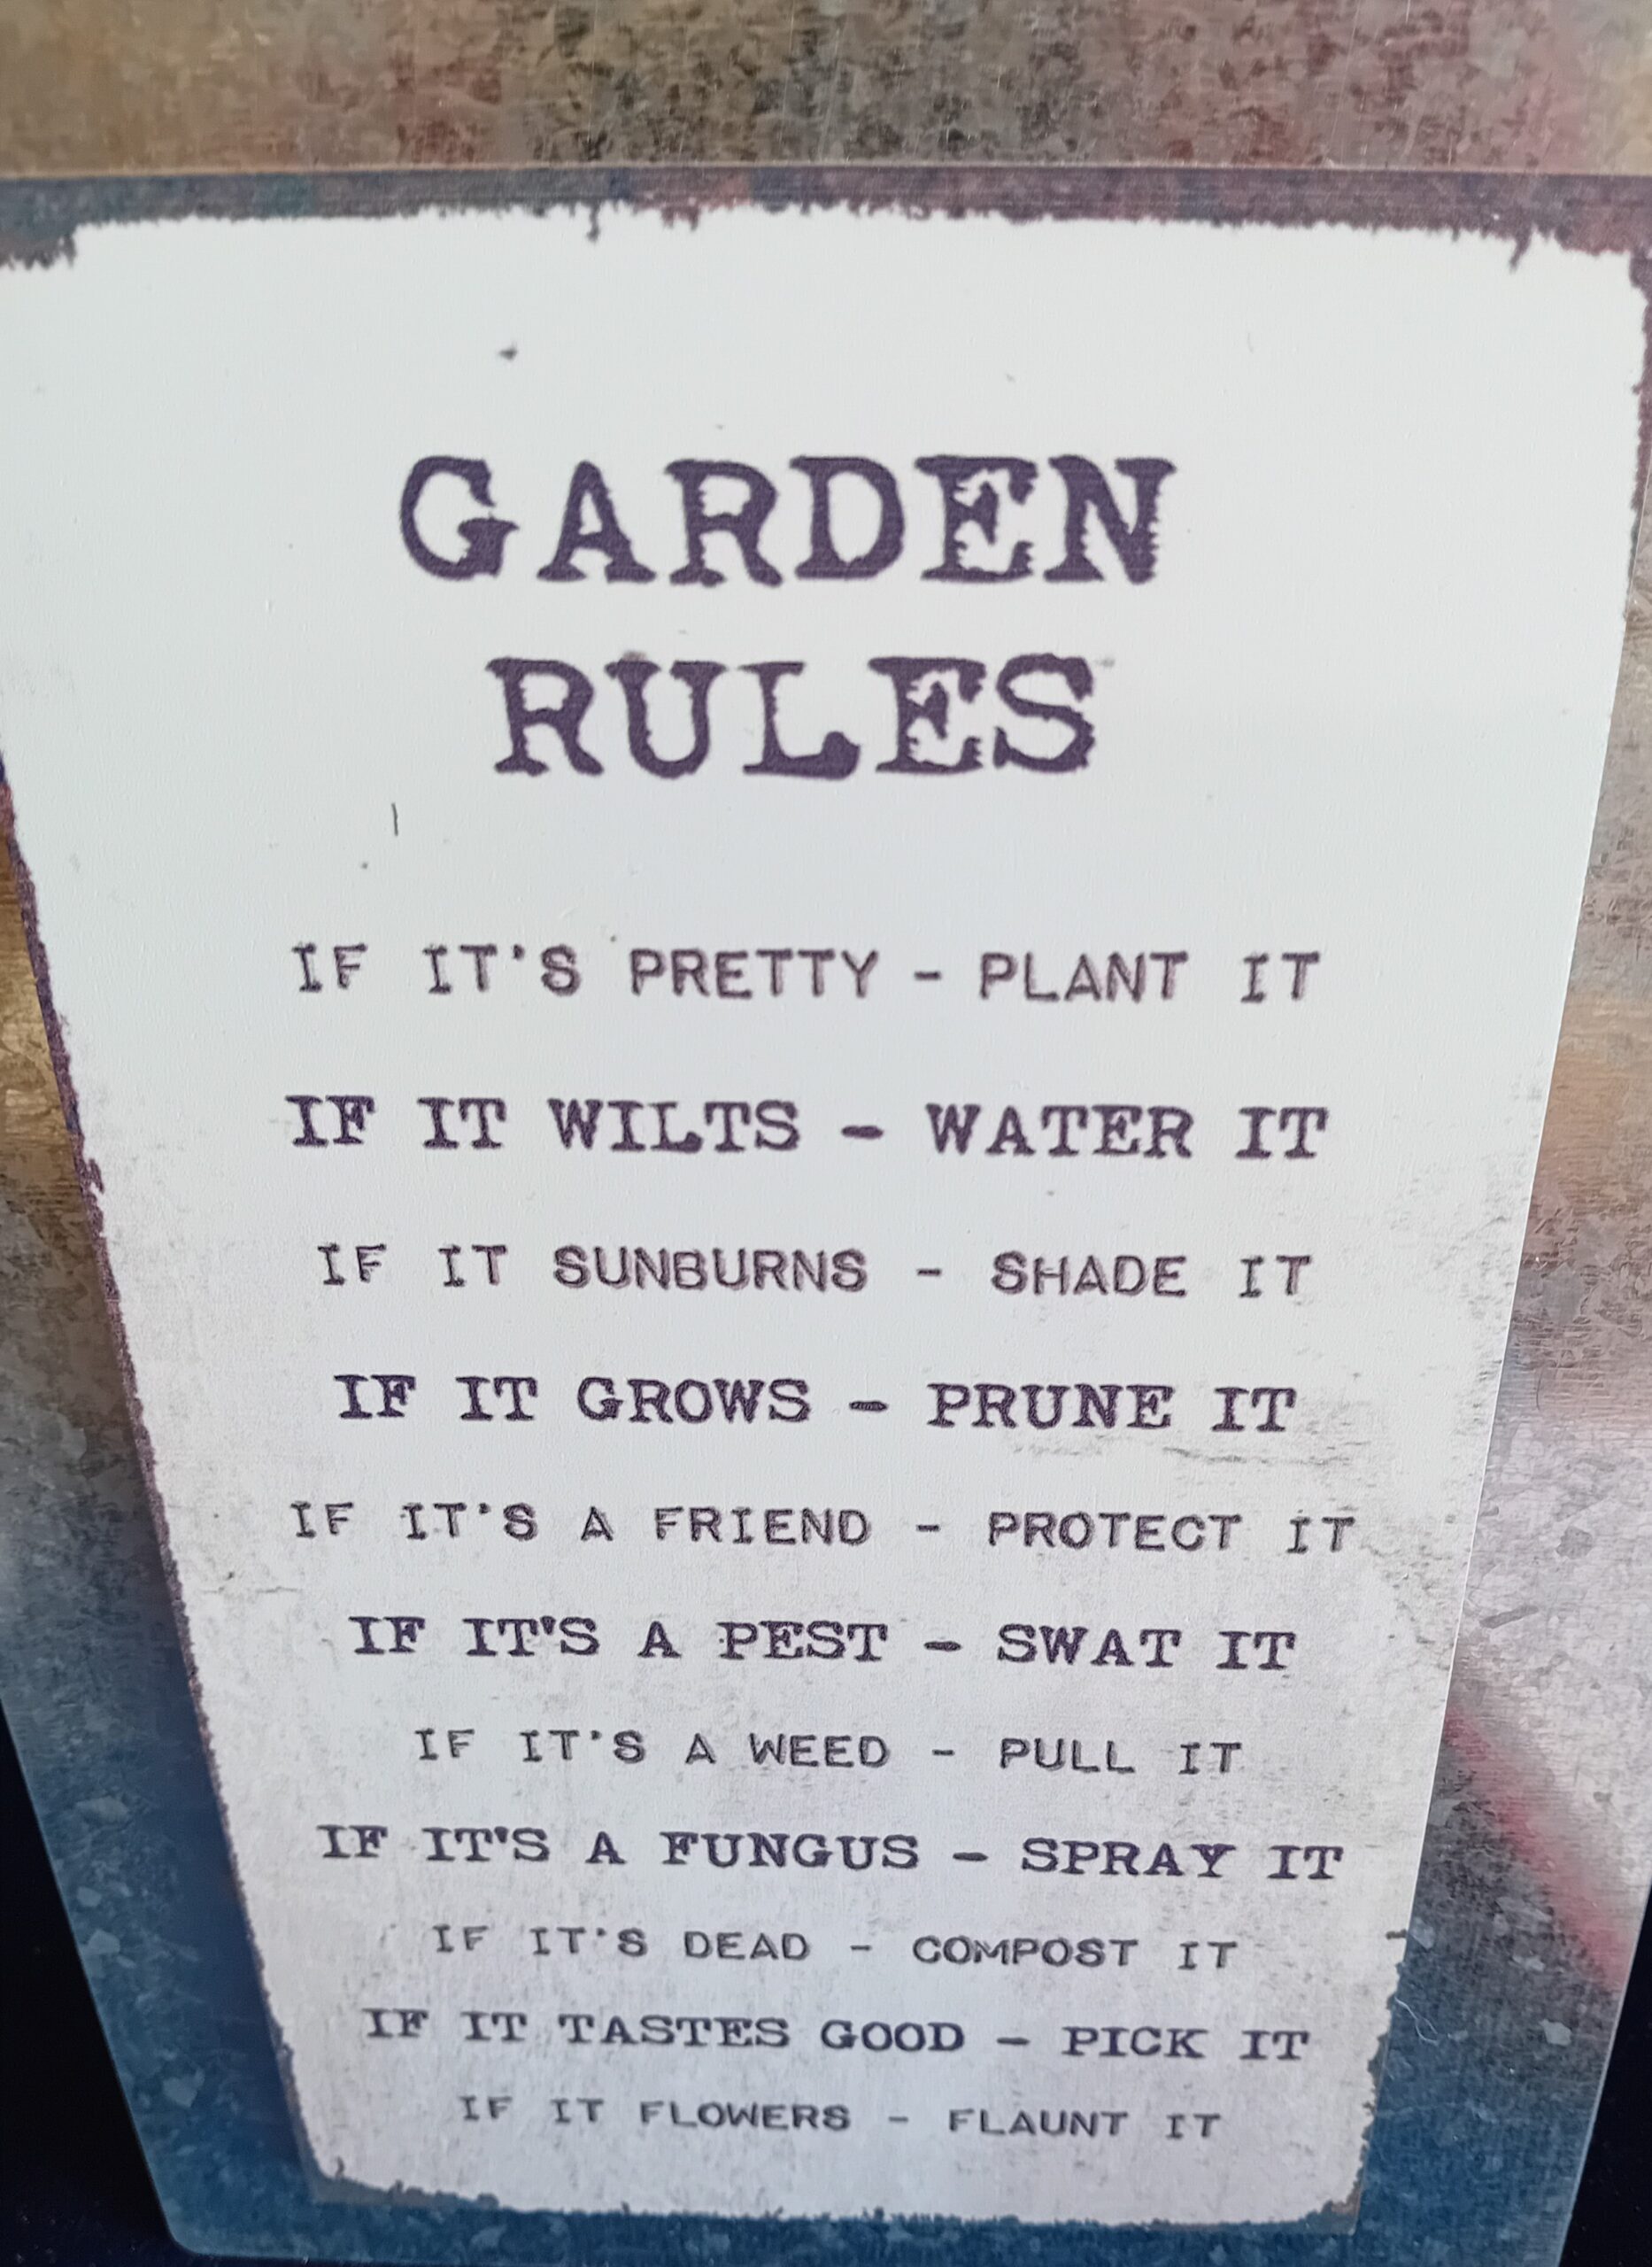 GARDEN
RULES
IF IT'S PRETTY - PLANT IT
IF IT WILTS - WATER IT
IF IT SUNBURNS - SHADE IT
IF IT GROWS - PRUNE IT
IF IT'S A FRIEND - PROTECT IT
IF IT'S A PEST - SWAT IT
IF IT'S A WEED - PULL IT
IF IT'S A FUNGUS - SPRAY IT
IF IT'S DEAD - COMPOST IT
IF IT TASTES GOOD - PICK IT
IF IT FLOWERS - FLAUNT IT